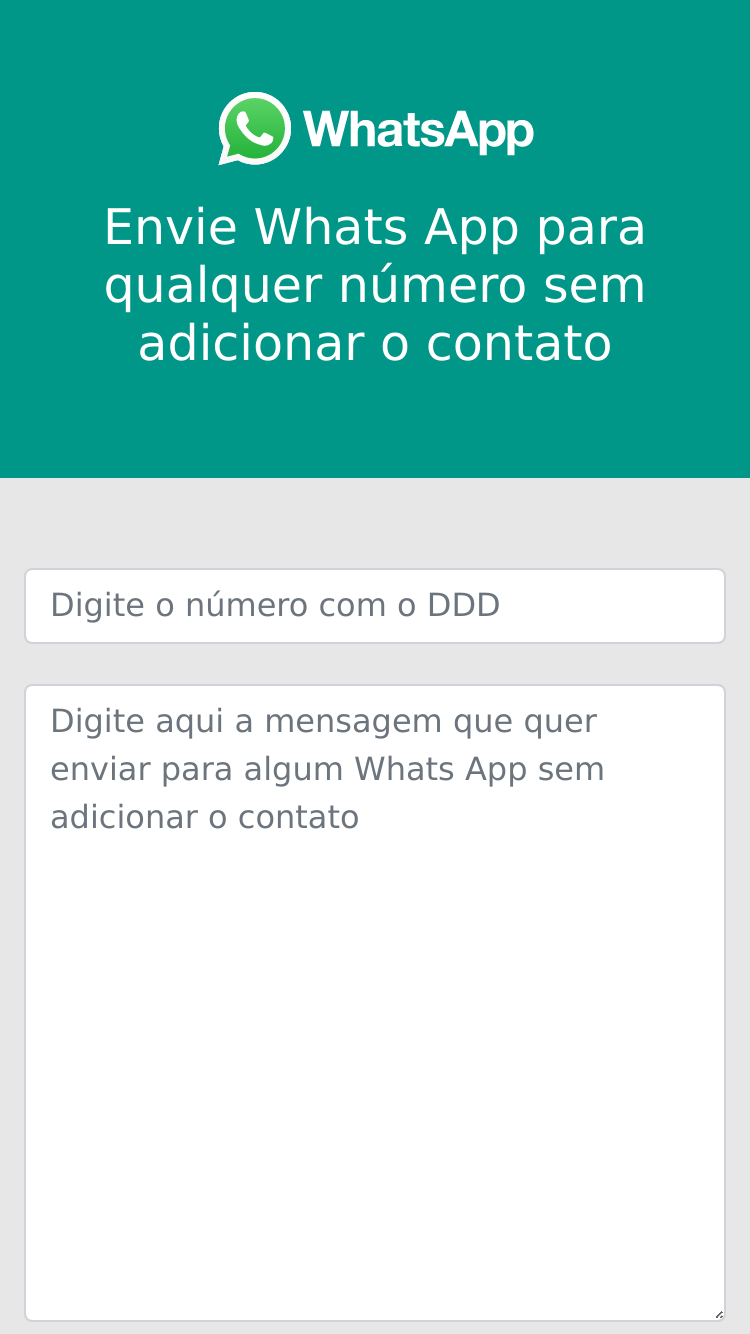 WhatsApp
Envie Whats App para
qualquer número sem
adicionar o contato
Digite o número com o DDD
Digite aqui a mensagem que quer
enviar para algum Whats App sem
adicionar o contato